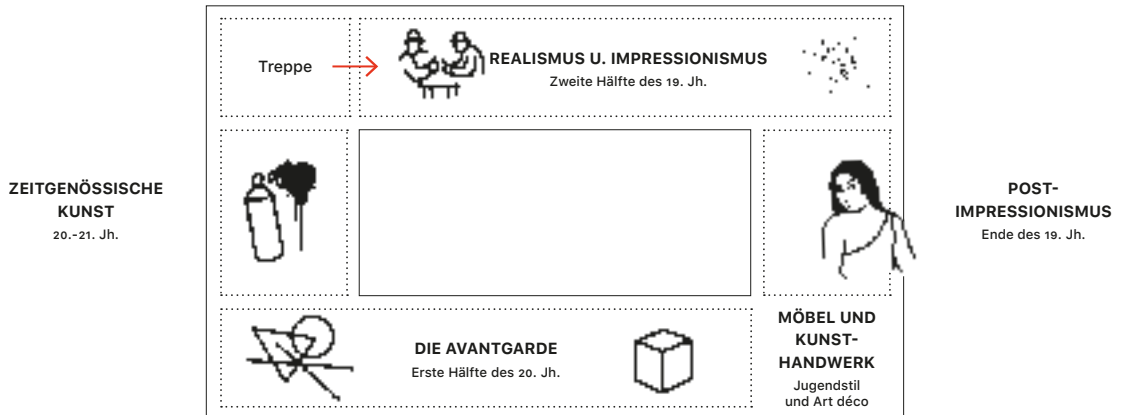 Treppe
REALISMUS U. IMPRESSIONISMUS
Zweite Hälfte des 19. Jh.
ZEITGENÖSSISCHE
KUNST
20.-21. Jh.
POST-
IMPRESSIONISMUS
Ende des 19. Jh.
DIE AVANTGARDE
Erste Hälfte des 20. Jh.
MÖBEL UND
KUNST-
HANDWERK
Jugendstil
und Art déco